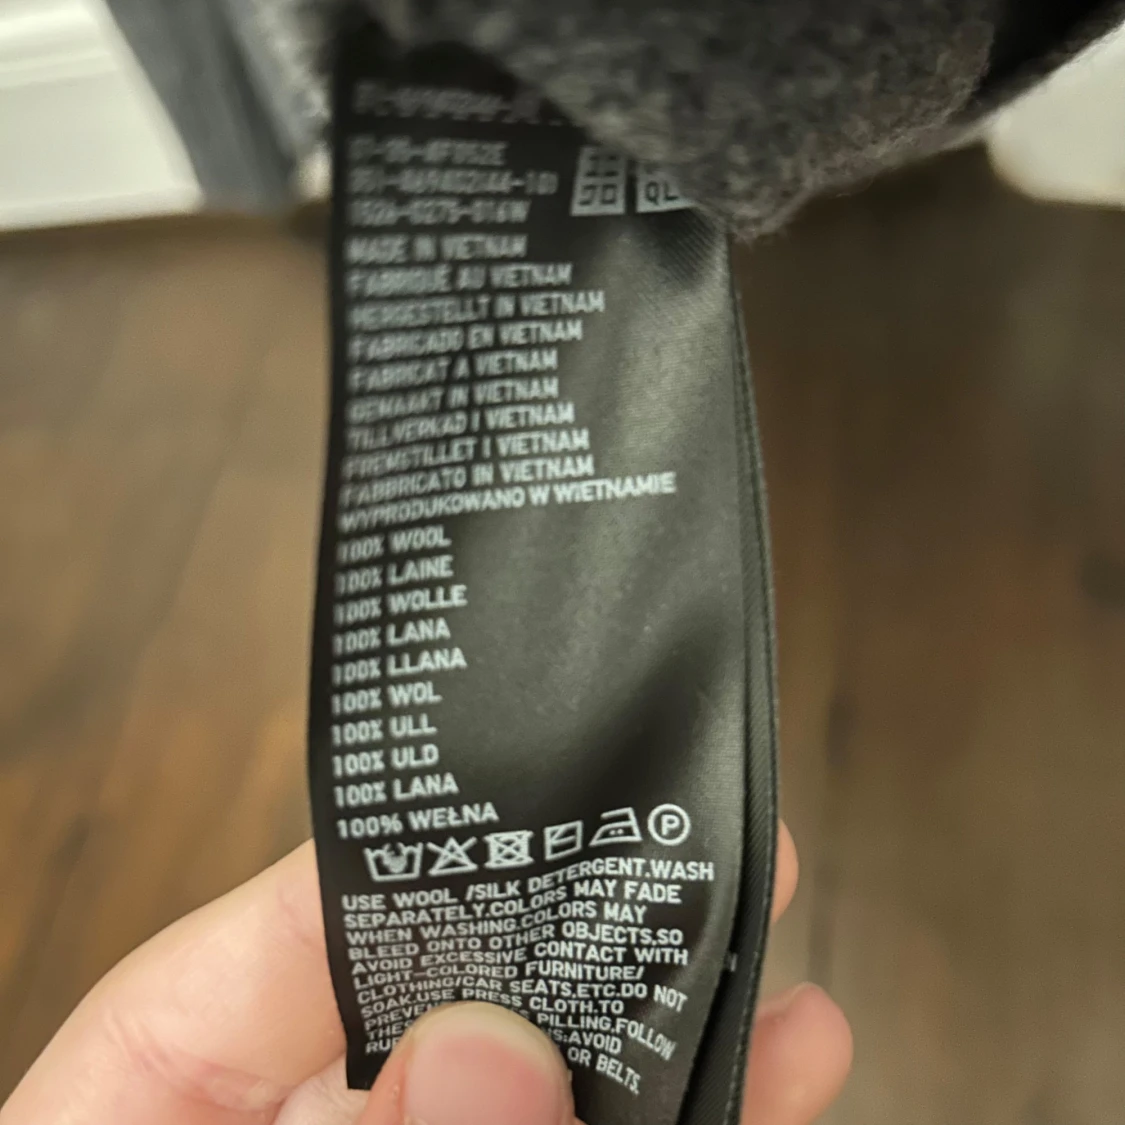 MADE IN VIETNAM
FABRIQUÉ AU VIETNAM
HERGESTELLT IN VIETNAM
FABRICADO EN VIETNAM
FABRICAT A VIETNAM
GEMAAKT IN VIETNAM
TILLVERKAD I VIETNAM
FREMSTILLET I VIETNAM
FABBRICATO IN VIETNAM
WYPRODUKOWANO W WIETNAMIE
100% WOOL
100% LAINE
100% WOLLE
100% LANA
100% LLANA
100% WOL
100% ULL
100% ULD
100% LANA
100% WEŁNA
P
USE WOOL /SILK DETERGENT.WASH
SEPARATELY.COLORS MAY FADE
WHEN WASHING.COLORS MAY
BLEED ONTO OTHER OBJECTS,SO
AVOID EXCESSIVE CONTACT WITH
LIGHT-COLORED FURNITURE/
CLOTHING/CAR SEATS,ETC.DO NOT
SOAK.USE PRESS CLOTH.TO
PILLING,FOLLOW
AVOID
OR BELTS.